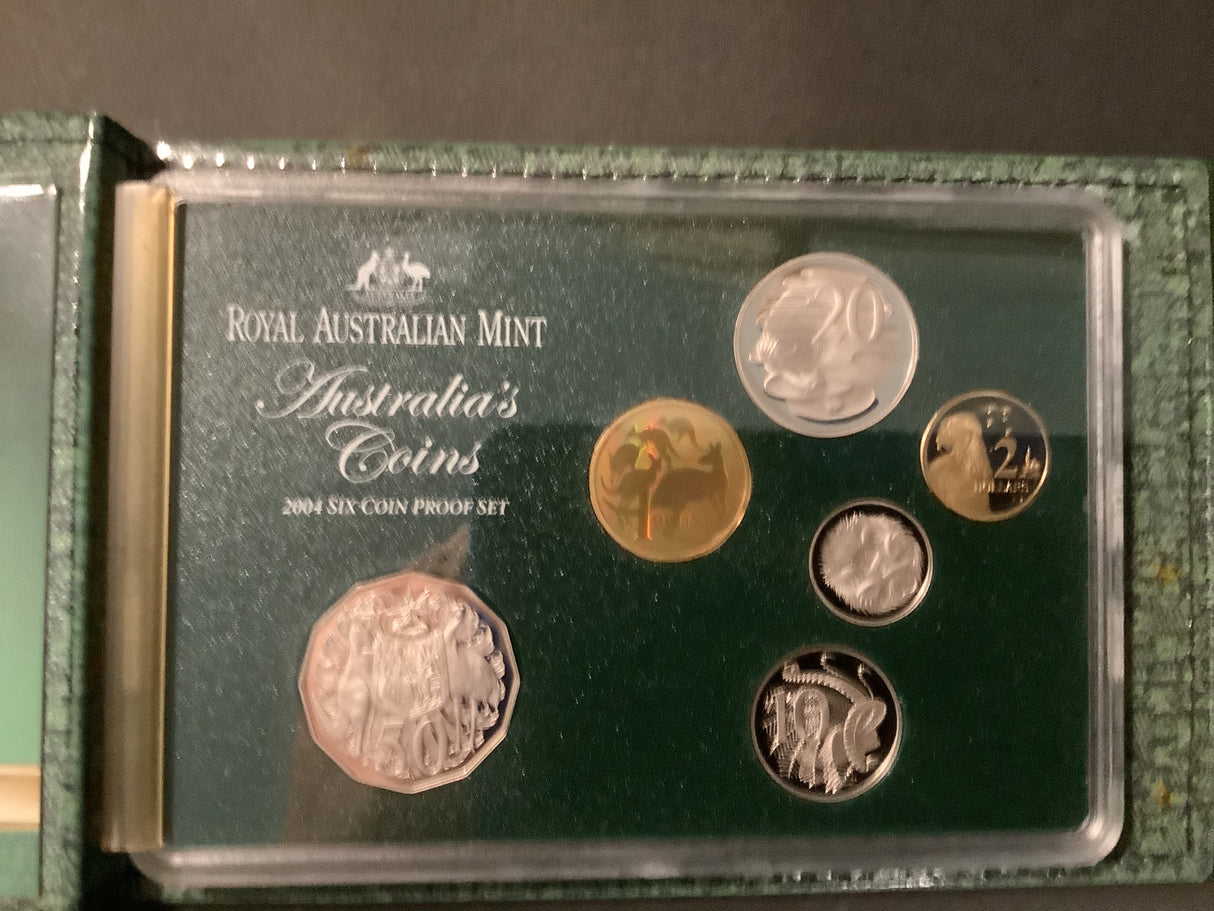 ROYAL AUSTRALIAN MINT
Australia's
Coins
2004 SIX COIN PROOF SET
20
2
DOLLARS
50
10